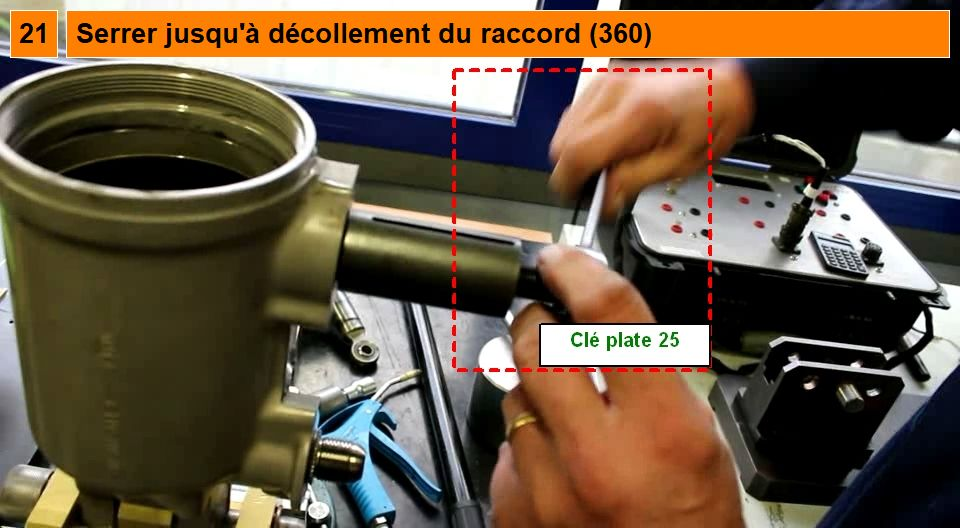 21
Serrer jusqu'à décollement du raccord (360)
Clé plate 25